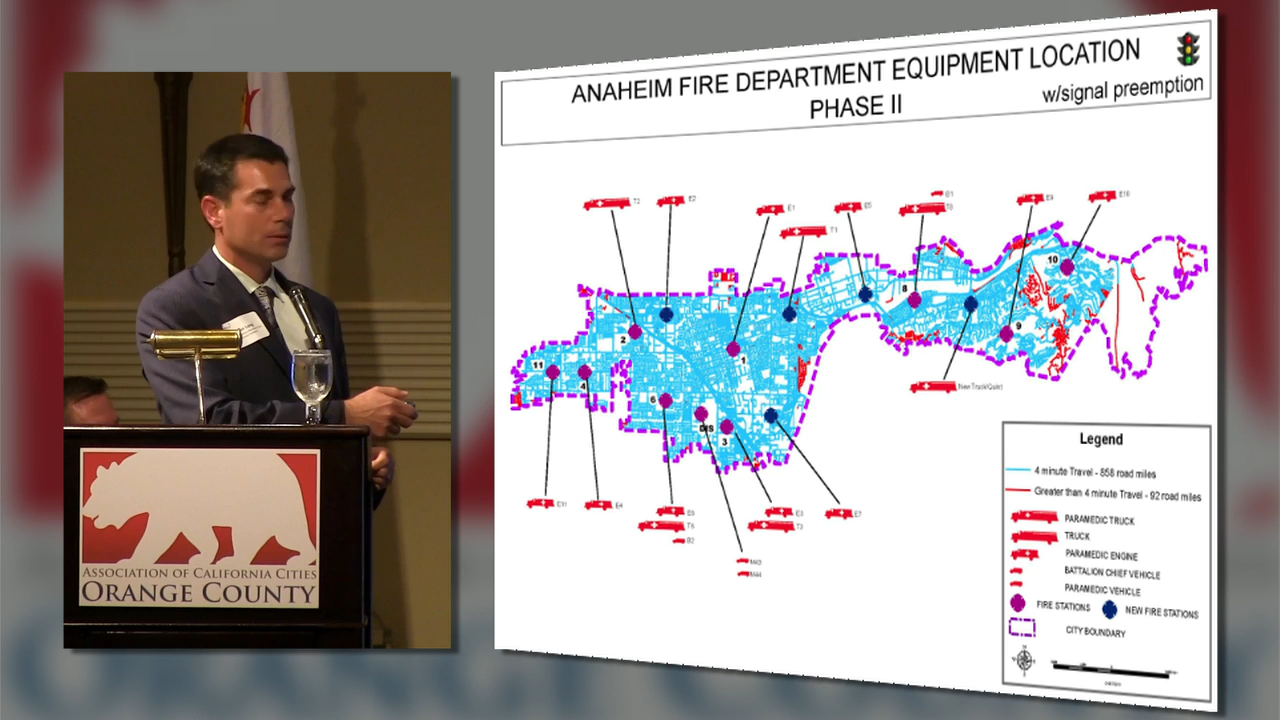 ANAHEIM FIRE DEPARTMENT EQUIPMENT LOCATION
PHASE II
w/signal preemption
T2
E2
E1
T1
E5
B1
T8
E9
E10
10
8
9
2
1
11
4
6
DIS
3
New Truck/Quint
E11
E4
T6
B2
E3
T3
E7
M43
M44
Legend
4 minute Travel - 858 road miles
Greater than 4 minute Travel - 92 road miles
PARAMEDIC TRUCK
TRUCK
PARAMEDIC ENGINE
BATTALION CHIEF VEHICLE
PARAMEDIC VEHICLE
FIRE STATIONS
NEW FIRE STATIONS
CITY BOUNDARY
ASSOCIATION OF CALIFORNIA CITIES
ORANGE COUNTY